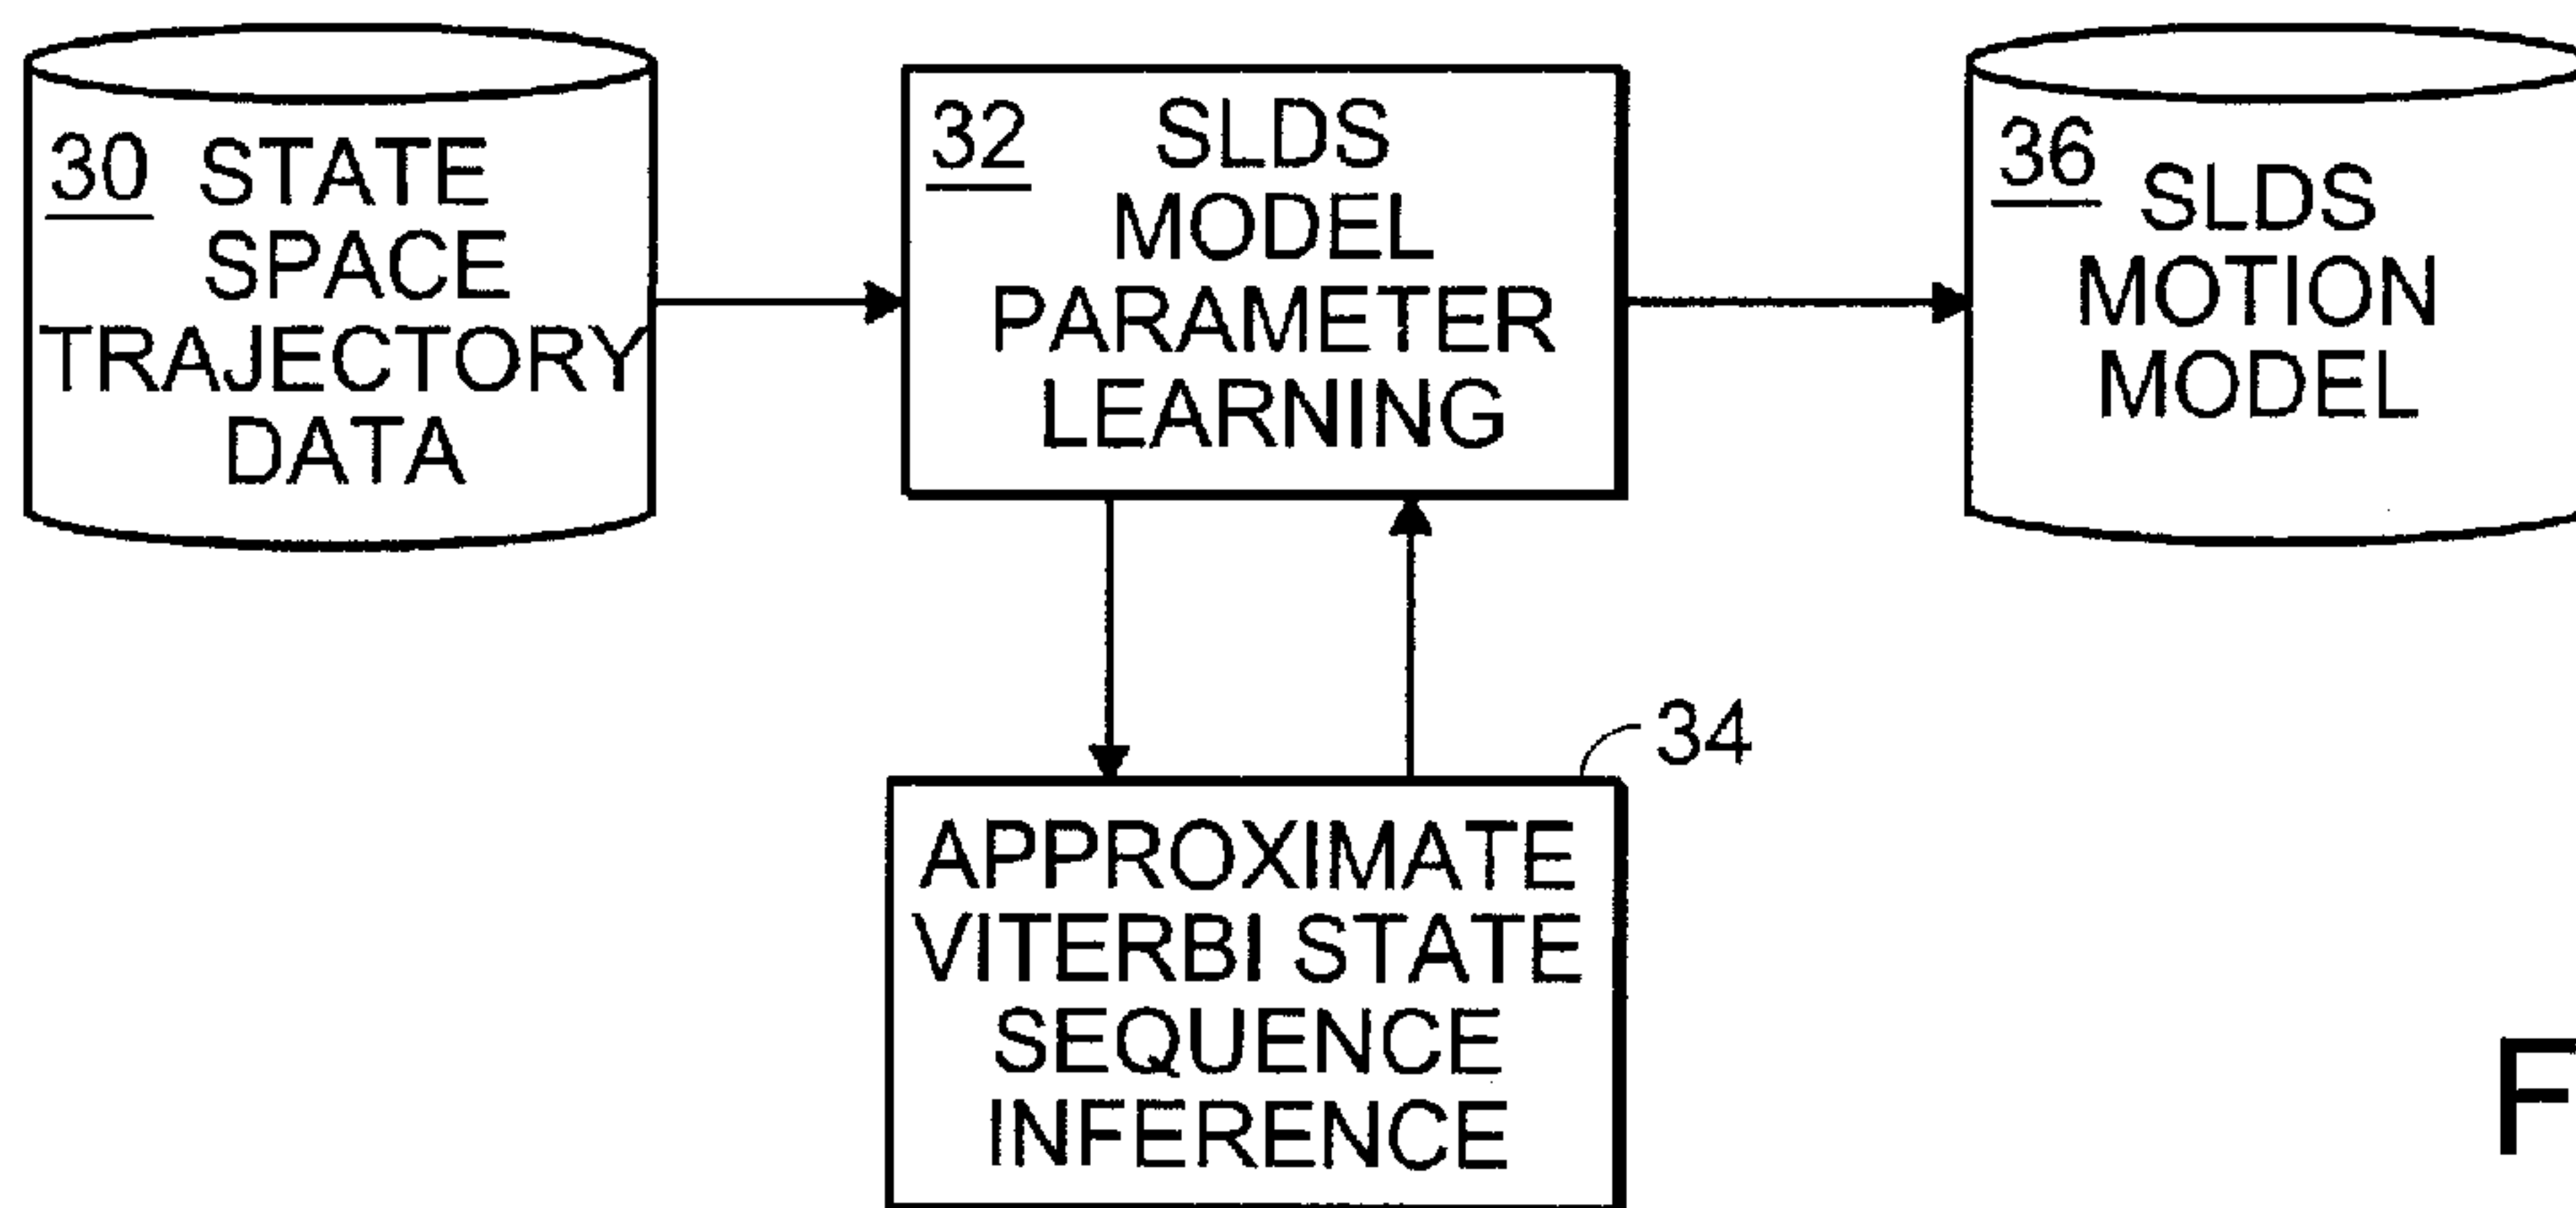 30 STATE
SPACE
TRAJECTORY
DATA
32 SLDS
MODEL
PARAMETER
LEARNING
36
SLDS
MOTION
MODEL
34
APPROXIMATE
VITERBI STATE
SEQUENCE
INFERENCE
F